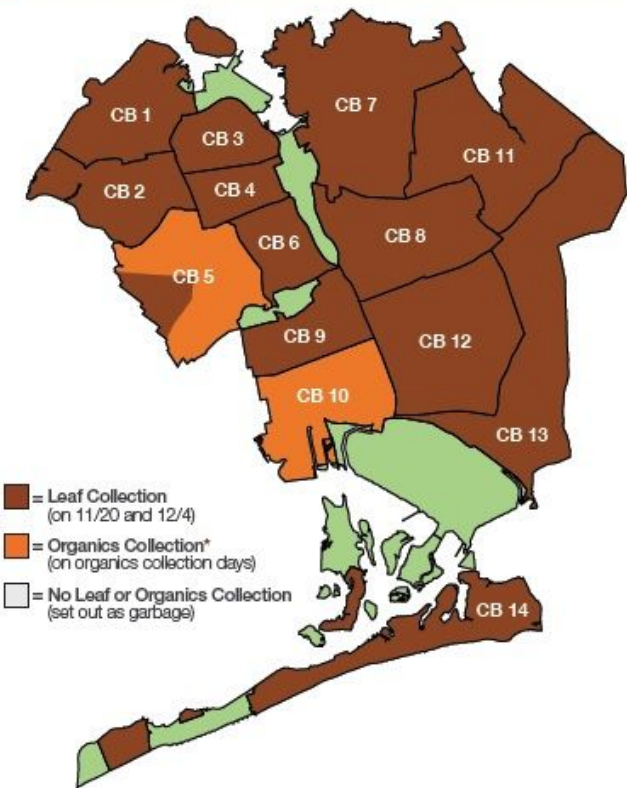 CB 1
CB 7
CB 3
CB 11
CB 2
CB 4
CB 6
CB 8
CB 5
CB 9
CB 12
CB 10
CB 13
= Leaf Collection
(on 11/20 and 12/4)
= Organics Collection*
(on organics collection days)
= No Leaf or Organics Collection
(set out as garbage)
CB 14